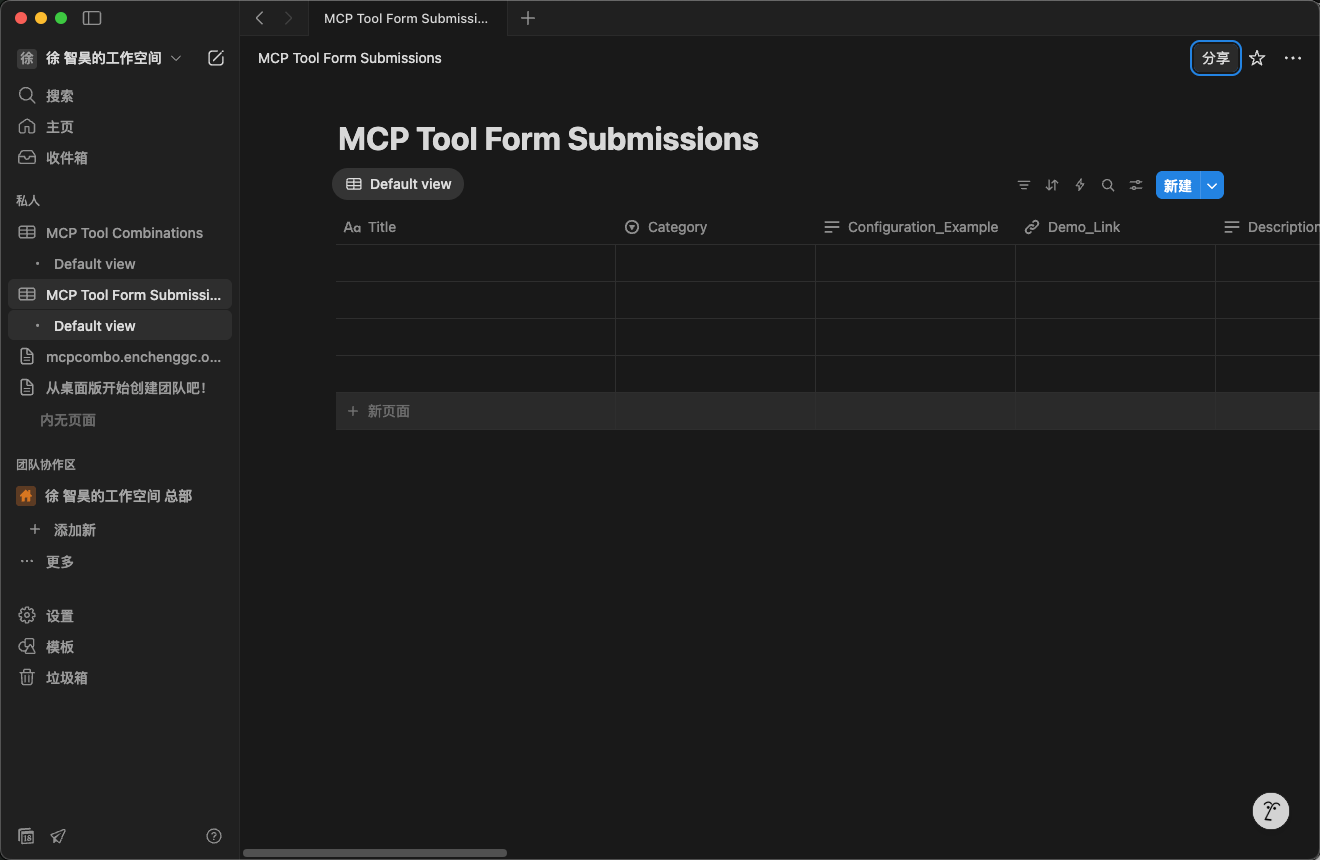 MCP Tool Form Submissi...
徐 徐 智昊的工作空间
MCP Tool Form Submissions
分享
搜索
主页
收件箱
私人
MCP Tool Combinations
Default view
MCP Tool Form Submissi...
Default view
mcpcombo.enchenggc.o...
从桌面版开始创建团队吧！
内无页面
团队协作区
徐 智昊的工作空间 总部
添加新
更多
设置
模板
垃圾箱
18
MCP Tool Form Submissions
Default view
新建
Aa Title
Category
Configuration_Example
Demo_Link
Description
新页面